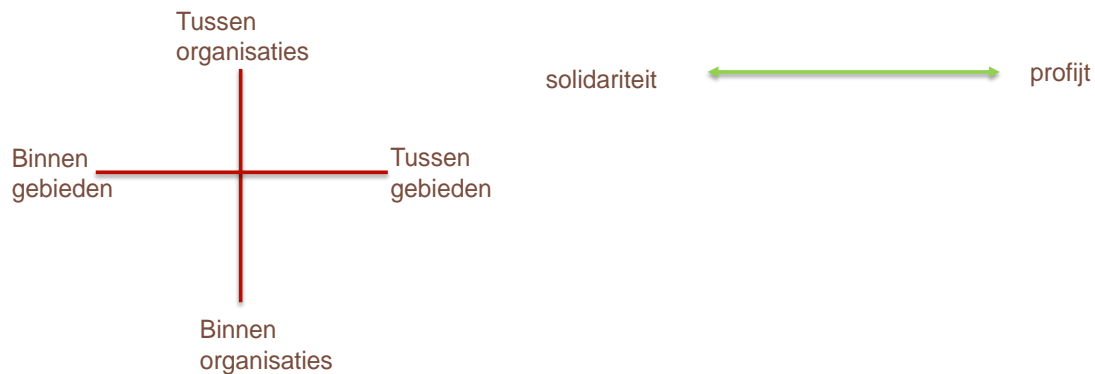 Tussen
organisaties
solidariteit
profijt
Binnen
gebieden
Tussen
gebieden
Binnen
organisaties